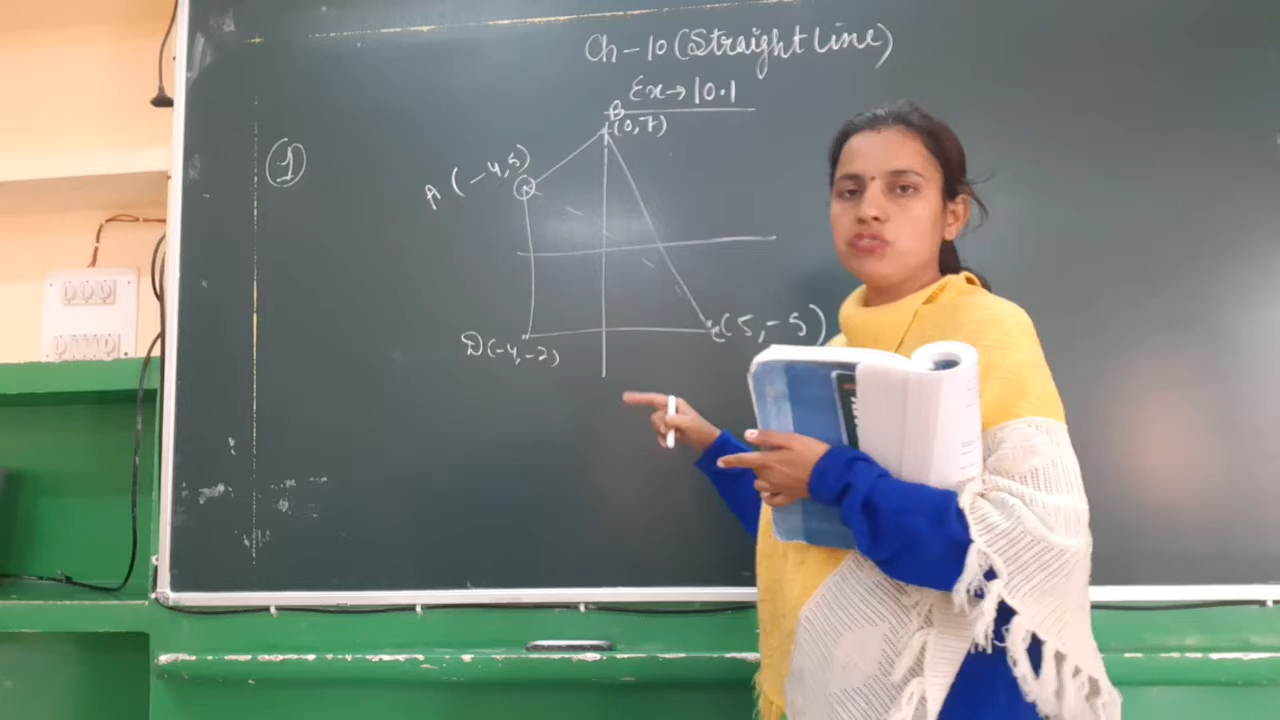 Ch-10 (Straight Line)
Ex→10.1
①
B
(0,7)
A (-4,5)
C(5,-5)
D(-4,-2)